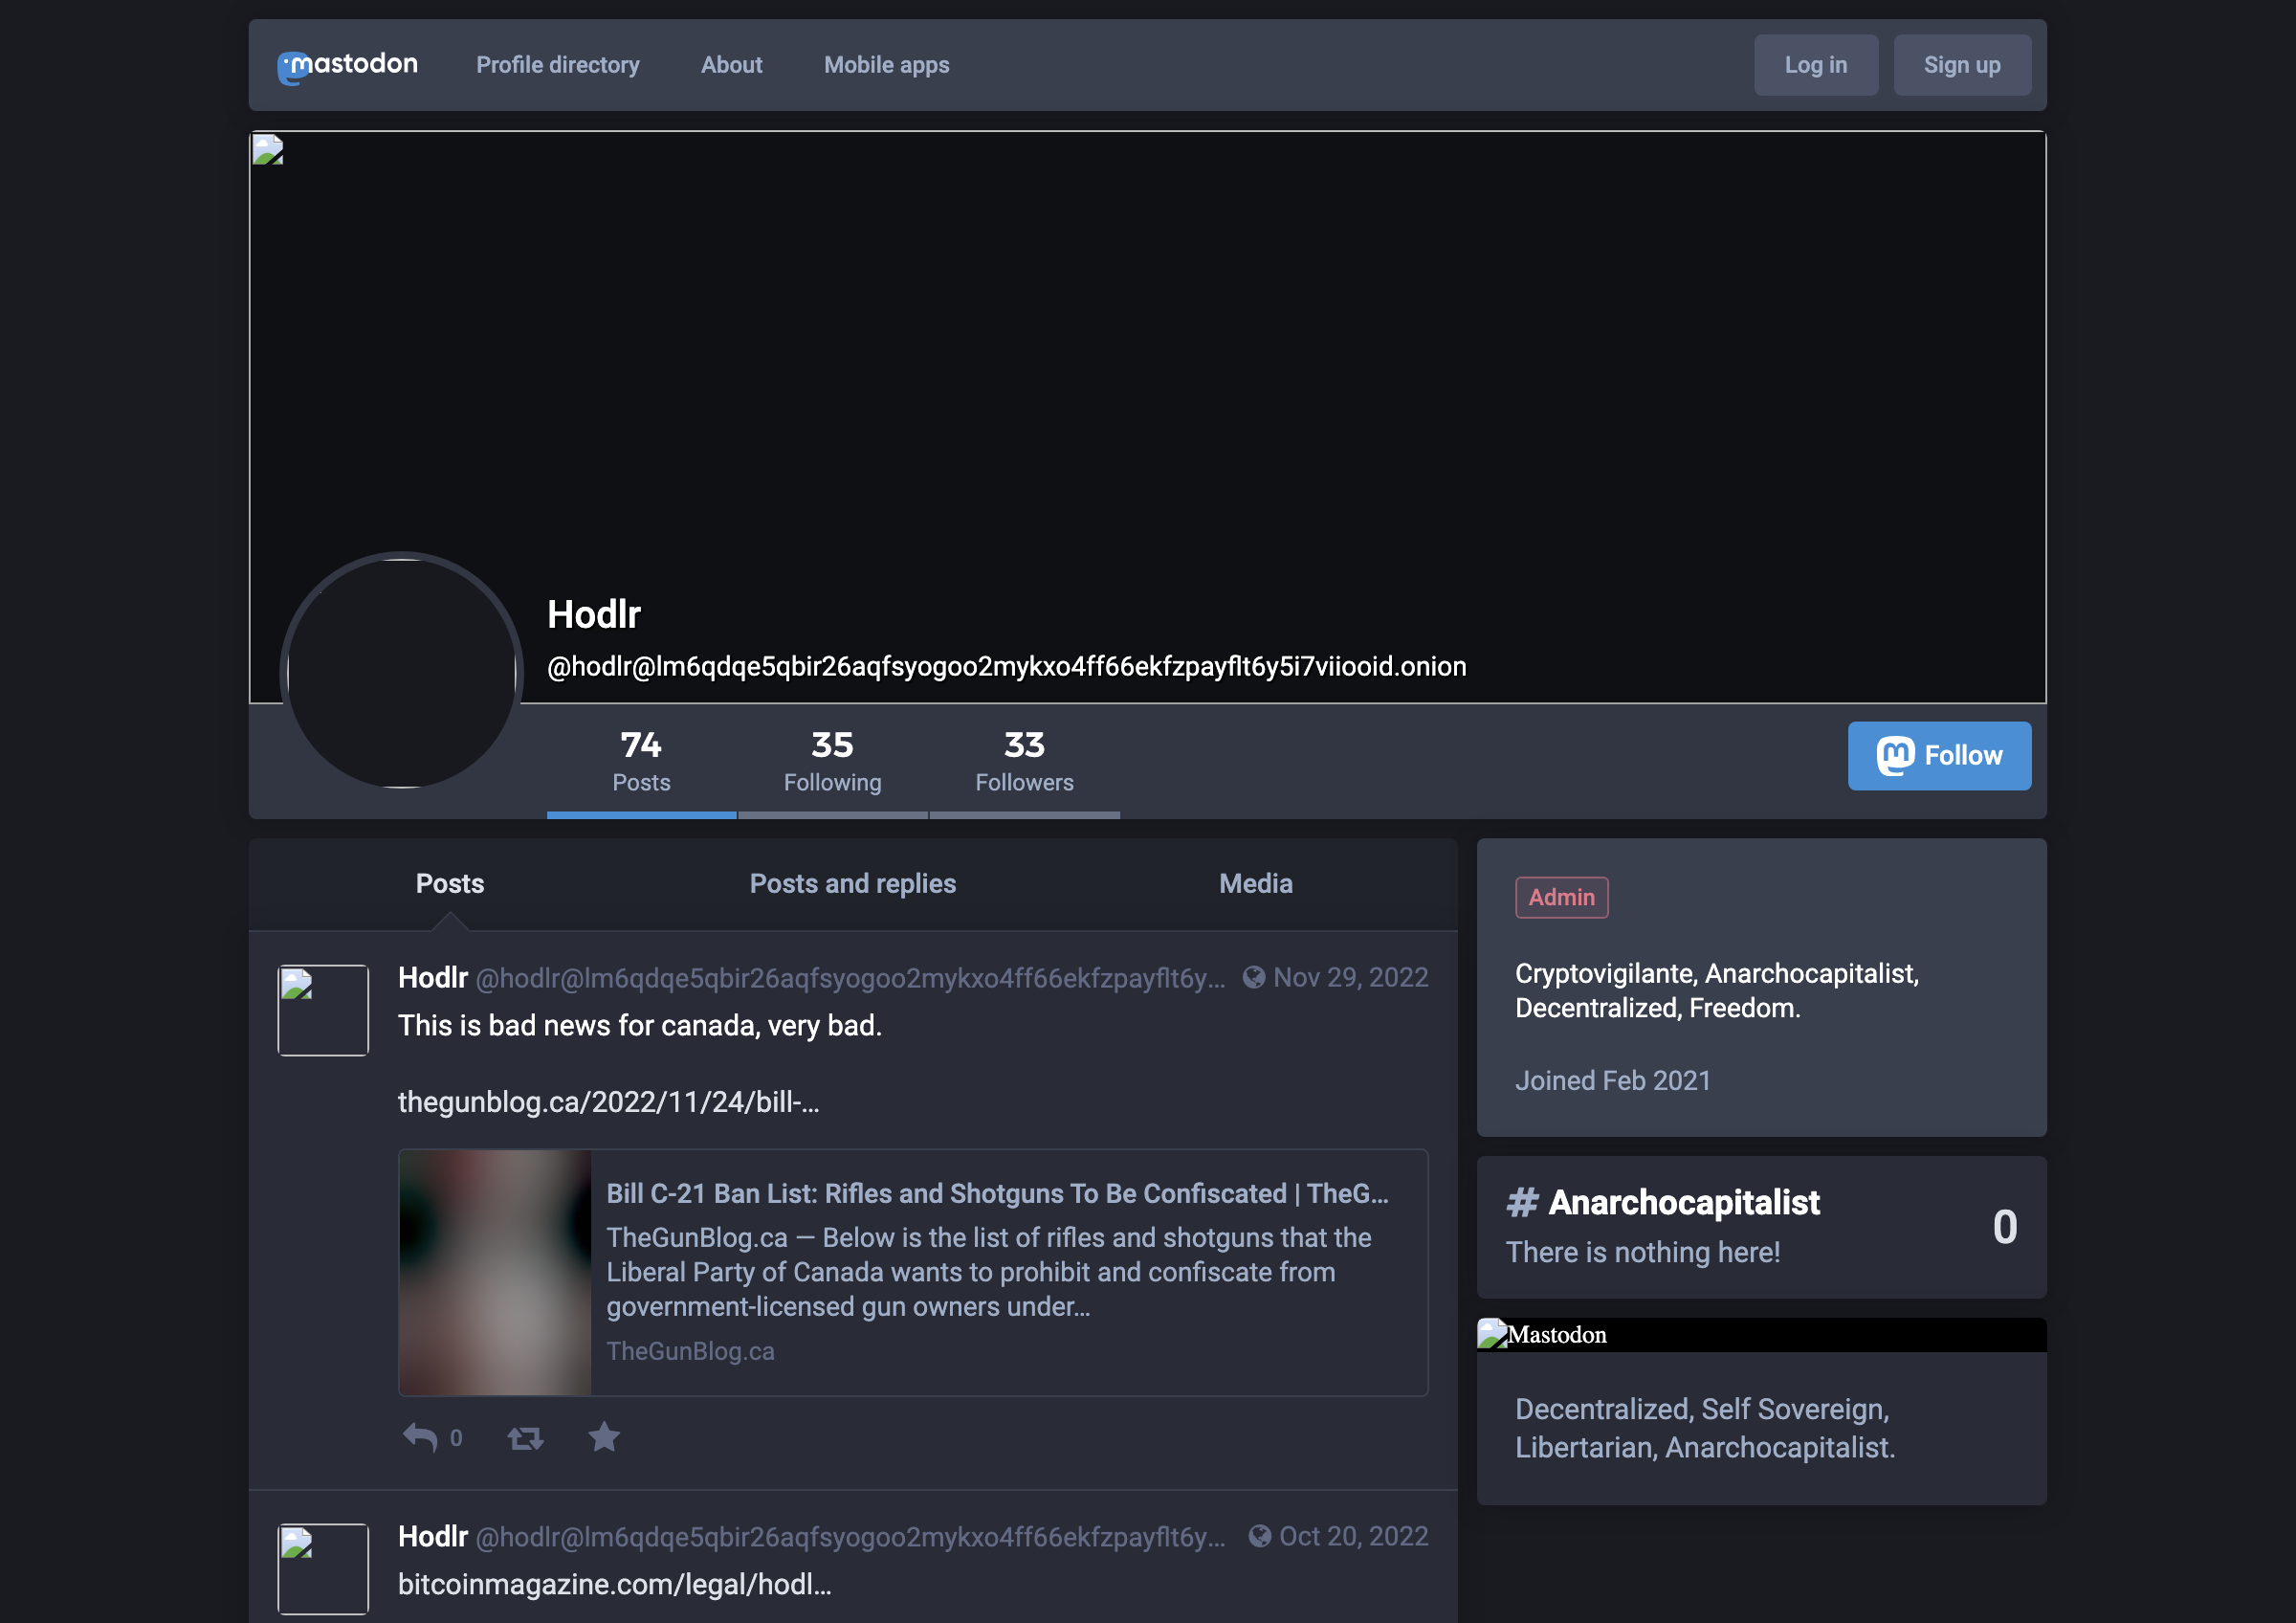 mastodon
Profile directory
About
Mobile apps
Log in
Sign up
Hodlr
@hodlr@lm6qdqe5qbir26aqfsyogoo2mykxo4ff66ekfzpayflt6y5i7viiooid.onion
74
Posts
35
Following
33
Followers
Follow
Posts
Posts and replies
Media
Hodlr @hodlr@lm6qdqe5qbir26aqfsyogoo2mykxo4ff66ekfzpayflt6y... Nov 29, 2022
This is bad news for canada, very bad.
thegunblog.ca/2022/11/24/bill-...
Bill C-21 Ban List: Rifles and Shotguns To Be Confiscated | TheG...
TheGunBlog.ca — Below is the list of rifles and shotguns that the
Liberal Party of Canada wants to prohibit and confiscate from
government-licensed gun owners under...
TheGunBlog.ca
0
Hodlr @hodlr@lm6qdqe5qbir26aqfsyogoo2mykxo4ff66ekfzpayflt6y... Oct 20, 2022
bitcoinmagazine.com/legal/hodl...
Admin
Cryptovigilante, Anarchocapitalist,
Decentralized, Freedom.
Joined Feb 2021
# Anarchocapitalist
There is nothing here!
0
Mastodon
Decentralized, Self Sovereign,
Libertarian, Anarchocapitalist.